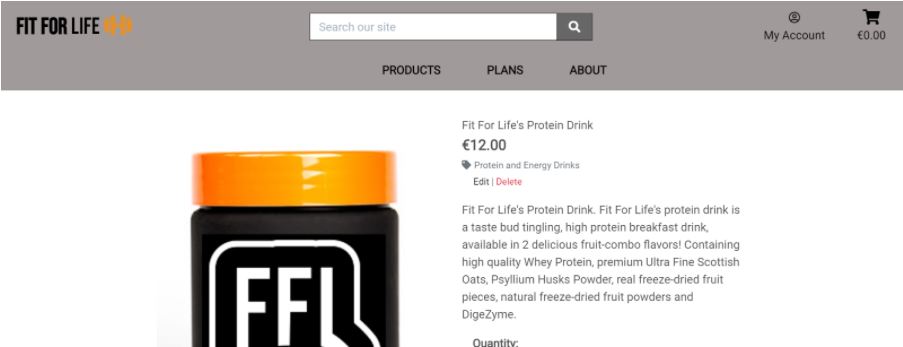 FIT FOR LIFE
Search our site
My Account
€0.00
PRODUCTS PLANS ABOUT
Fit For Life's Protein Drink
€12.00
Protein and Energy Drinks
Edit | Delete
Fit For Life's Protein Drink. Fit For Life's protein drink is
a taste bud tingling, high protein breakfast drink,
available in 2 delicious fruit-combo flavors! Containing
high quality Whey Protein, premium Ultra Fine Scottish
Oats, Psyllium Husks Powder, real freeze-dried fruit
pieces, natural freeze-dried fruit powders and
DigeZyme.
FFL
Quantity: